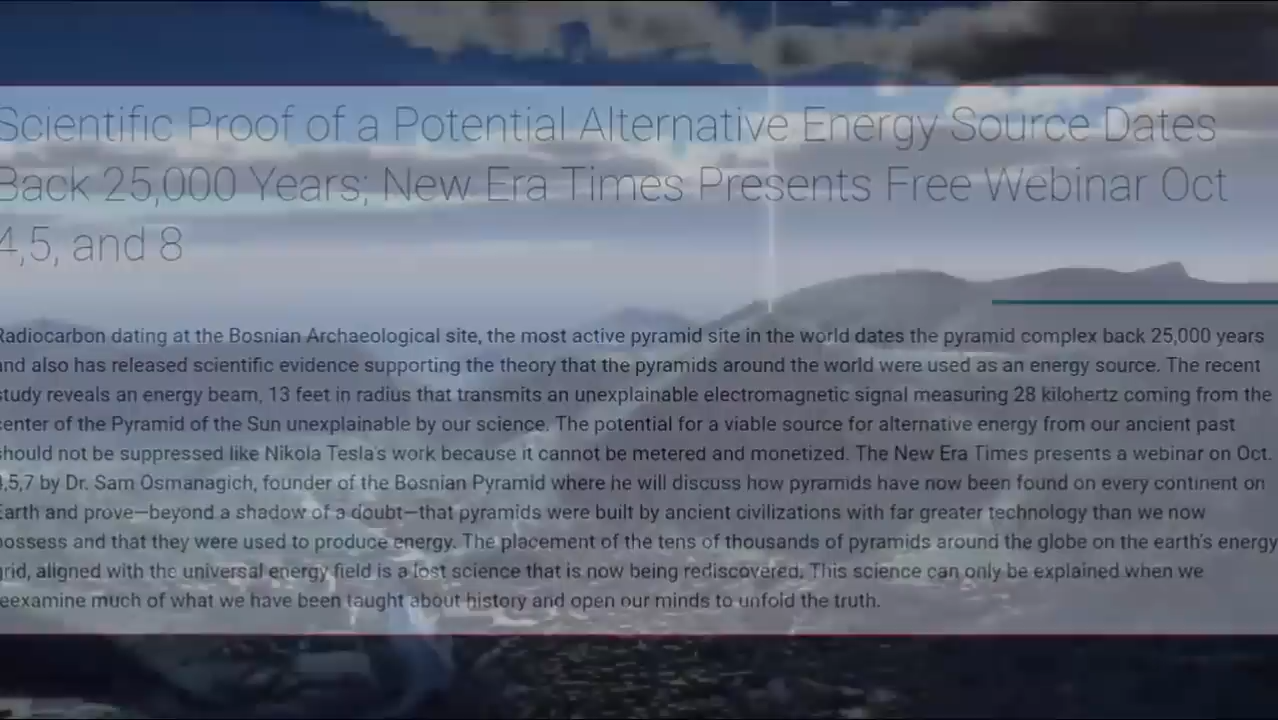 Scientific Proof of a Potential Alternative Energy Source Dates
Back 25,000 Years; New Era Times Presents Free Webinar Oct
4,5, and 8
Radiocarbon dating at the Bosnian Archaeological site, the most active pyramid site in the world dates the pyramid complex back 25,000 years
and also has released scientific evidence supporting the theory that the pyramids around the world were used as an energy source. The recent
study reveals an energy beam, 13 feet in radius that transmits an unexplainable electromagnetic signal measuring 28 kilohertz coming from the
center of the Pyramid of the Sun unexplainable by our science. The potential for a viable source for alternative energy from our ancient past
should not be suppressed like Nikola Tesla's work because it cannot be metered and monetized. The New Era Times presents a webinar on Oct.
4,5,7 by Dr. Sam Osmanagich, founder of the Bosnian Pyramid where he will discuss how pyramids have now been found on every continent on
Earth and prove—beyond a shadow of a doubt—that pyramids were built by ancient civilizations with far greater technology than we now
possess and that they were used to produce energy. The placement of the tens of thousands of pyramids around the globe on the earth's energy
grid, aligned with the universal energy field is a lost science that is now being rediscovered. This science can only be explained when we
reexamine much of what we have been taught about history and open our minds to unfold the truth.